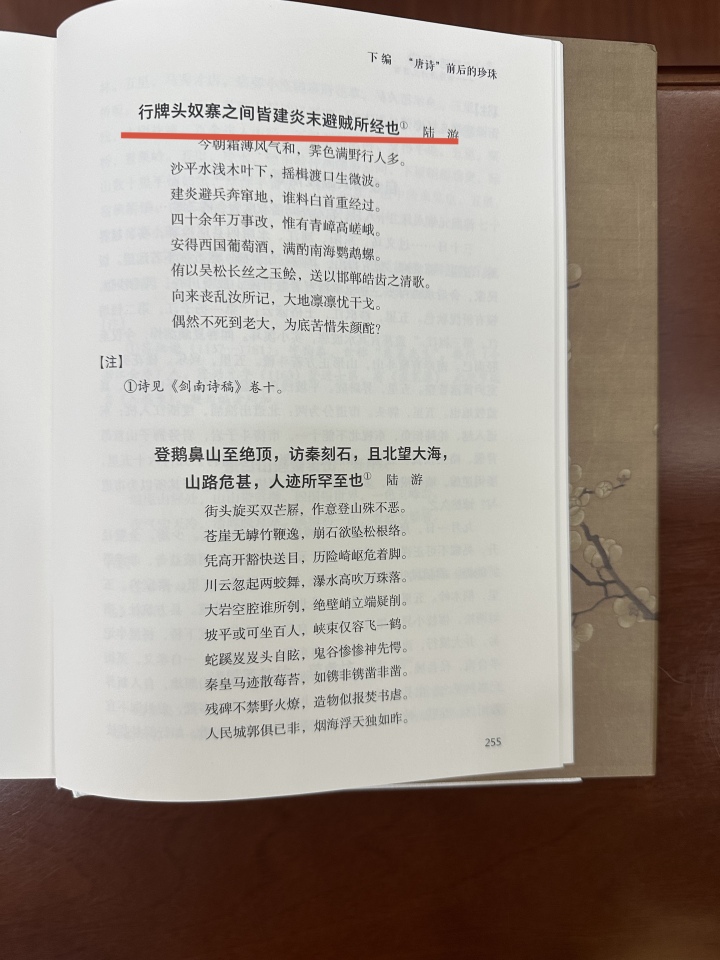 下编 “唐诗”前后的珍珠
行牌头奴寨之间皆建炎末避贼所经也① 陆 游
今朝霜薄风气和，霁色满野行人多。
沙平水浅木叶下，摇楫渡口生微波。
建炎避兵奔窜地，谁料白首重经过。
四十余年万事改，惟有青嶂高嵯峨。
安得西国葡萄酒，满酌南海鹦鹉螺。
侑以吴松长丝之玉鲙，送以邯郸皓齿之清歌。
向来丧乱汝所记，大地凛凛忧干戈。
偶然不死到老大，为底苦惜朱颜酡？
【注】
①诗见《剑南诗稿》卷十。
登鹅鼻山至绝顶，访秦刻石，且北望大海，
山路危甚，人迹所罕至也① 陆 游
街头旋买双芒屩，作意登山殊不恶。
苍崖无罅竹鞭逸，崩石欲坠松根络。
凭高开豁快送目，历险崎岖危着脚。
川云忽起两蛟舞，瀑水高吹万珠落。
大岩空腔谁所刳，绝壁峭立端疑削。
坡平或可坐百人，峡束仅容飞一鹤。
蛇蹊岌岌头自眩，鬼谷惨惨神先愕。
秦皇马迹散莓苔，如镌非镌凿非凿。
残碑不禁野火燎，造物似报焚书虐。
人民城郭俱已非，烟海浮天独如昨。
255